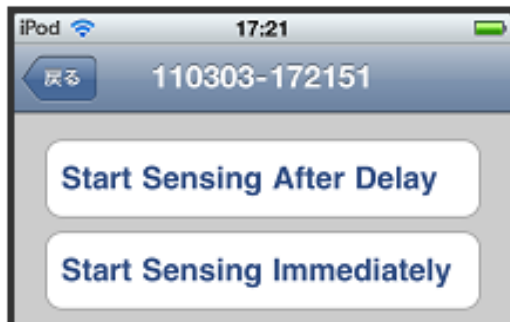 iPod 17:21
戻る 110303-172151
Start Sensing After Delay
Start Sensing Immediately